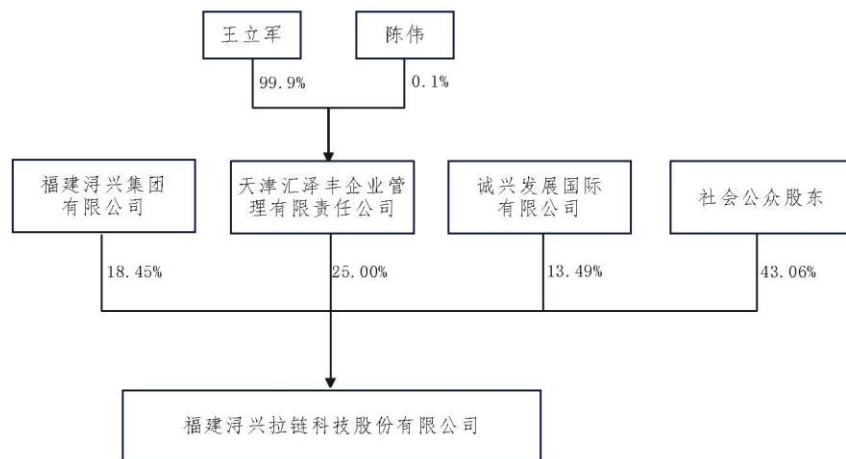 王立军
陈伟
99.9%
0.1%
福建浔兴集团
有限公司
天津汇泽丰企业管
理有限责任公司
诚兴发展国际
有限公司
社会公众股东
18.45%
25.00%
13.49%
43.06%
福建浔兴拉链科技股份有限公司